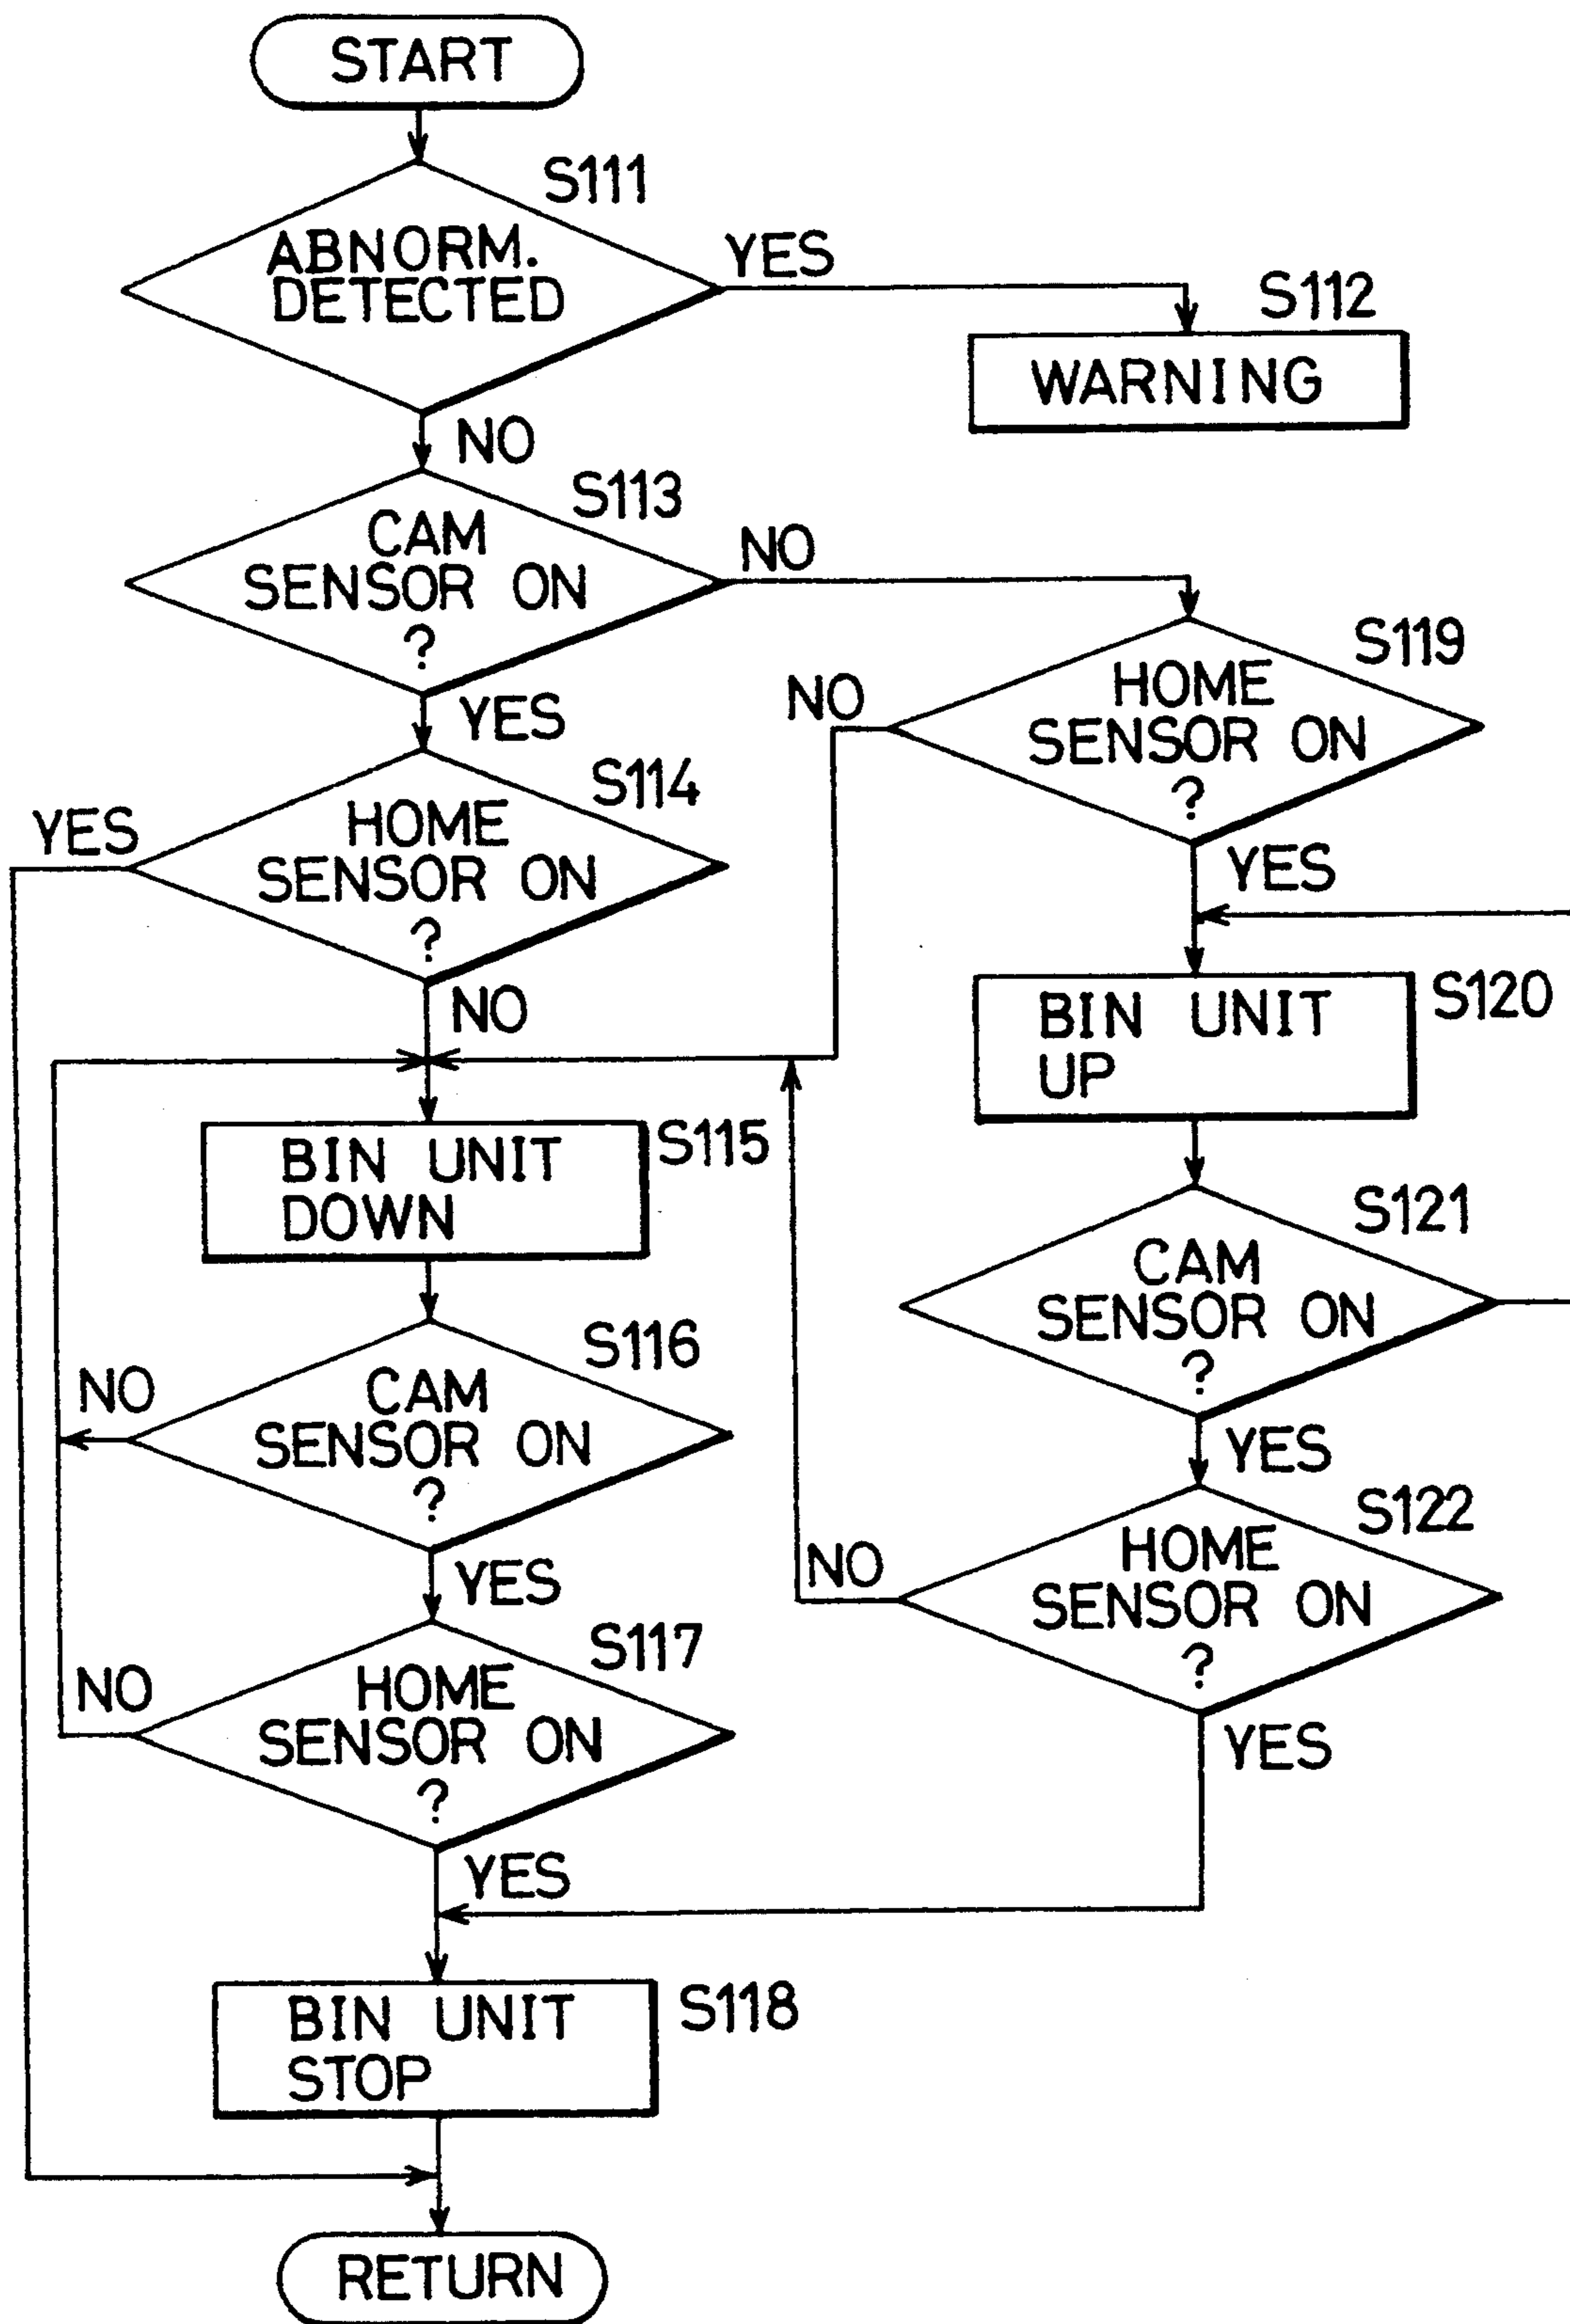 START
S111
ABNORM.
DETECTED
YES
S112
WARNING
NO
S113
CAM
SENSOR ON
?
NO
YES
S119
HOME
SENSOR ON
?
NO
YES
S114
HOME
SENSOR ON
?
YES
NO
S120
BIN UNIT
UP
S115
BIN UNIT
DOWN
S121
CAM
SENSOR ON
?
YES
S116
CAM
SENSOR ON
?
NO
YES
S122
HOME
SENSOR ON
?
NO
YES
S117
HOME
SENSOR ON
?
NO
YES
S118
BIN UNIT
STOP
RETURN